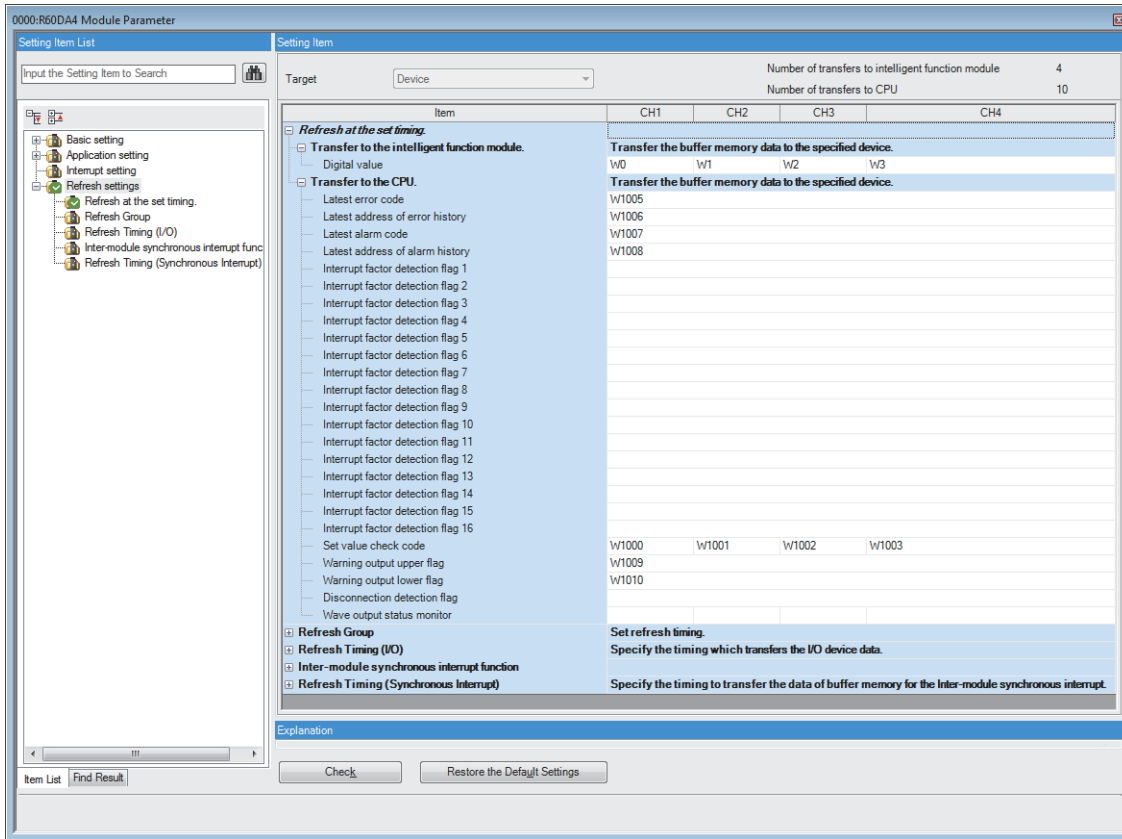 0000:R60DA4 Module Parameter
Setting Item List
Input the Setting Item to Search
Basic setting
Application setting
Interrupt setting
Refresh settings
Refresh at the set timing.
Refresh Group
Refresh Timing (I/O)
Inter-module synchronous interrupt func
Refresh Timing (Synchronous Interrupt)
Item List Find Result
Setting Item
Target Device
Number of transfers to intelligent function module 4
Number of transfers to CPU 10
Item CH1 CH2 CH3 CH4
Refresh at the set timing.
Transfer to the intelligent function module. Transfer the buffer memory data to the specified device.
Digital value W0 W1 W2 W3
Transfer to the CPU. Transfer the buffer memory data to the specified device.
Latest error code W1005
Latest address of error history W1006
Latest alarm code W1007
Latest address of alarm history W1008
Interrupt factor detection flag 1
Interrupt factor detection flag 2
Interrupt factor detection flag 3
Interrupt factor detection flag 4
Interrupt factor detection flag 5
Interrupt factor detection flag 6
Interrupt factor detection flag 7
Interrupt factor detection flag 8
Interrupt factor detection flag 9
Interrupt factor detection flag 10
Interrupt factor detection flag 11
Interrupt factor detection flag 12
Interrupt factor detection flag 13
Interrupt factor detection flag 14
Interrupt factor detection flag 15
Interrupt factor detection flag 16
Set value check code W1000 W1001 W1002 W1003
Warning output upper flag W1009
Warning output lower flag W1010
Disconnection detection flag
Wave output status monitor
Refresh Group Set refresh timing.
Refresh Timing (I/O) Specify the timing which transfers the I/O device data.
Inter-module synchronous interrupt function
Refresh Timing (Synchronous Interrupt) Specify the timing to transfer the data of buffer memory for the Inter-module synchronous interrupt.
Explanation
Check Restore the Default Settings